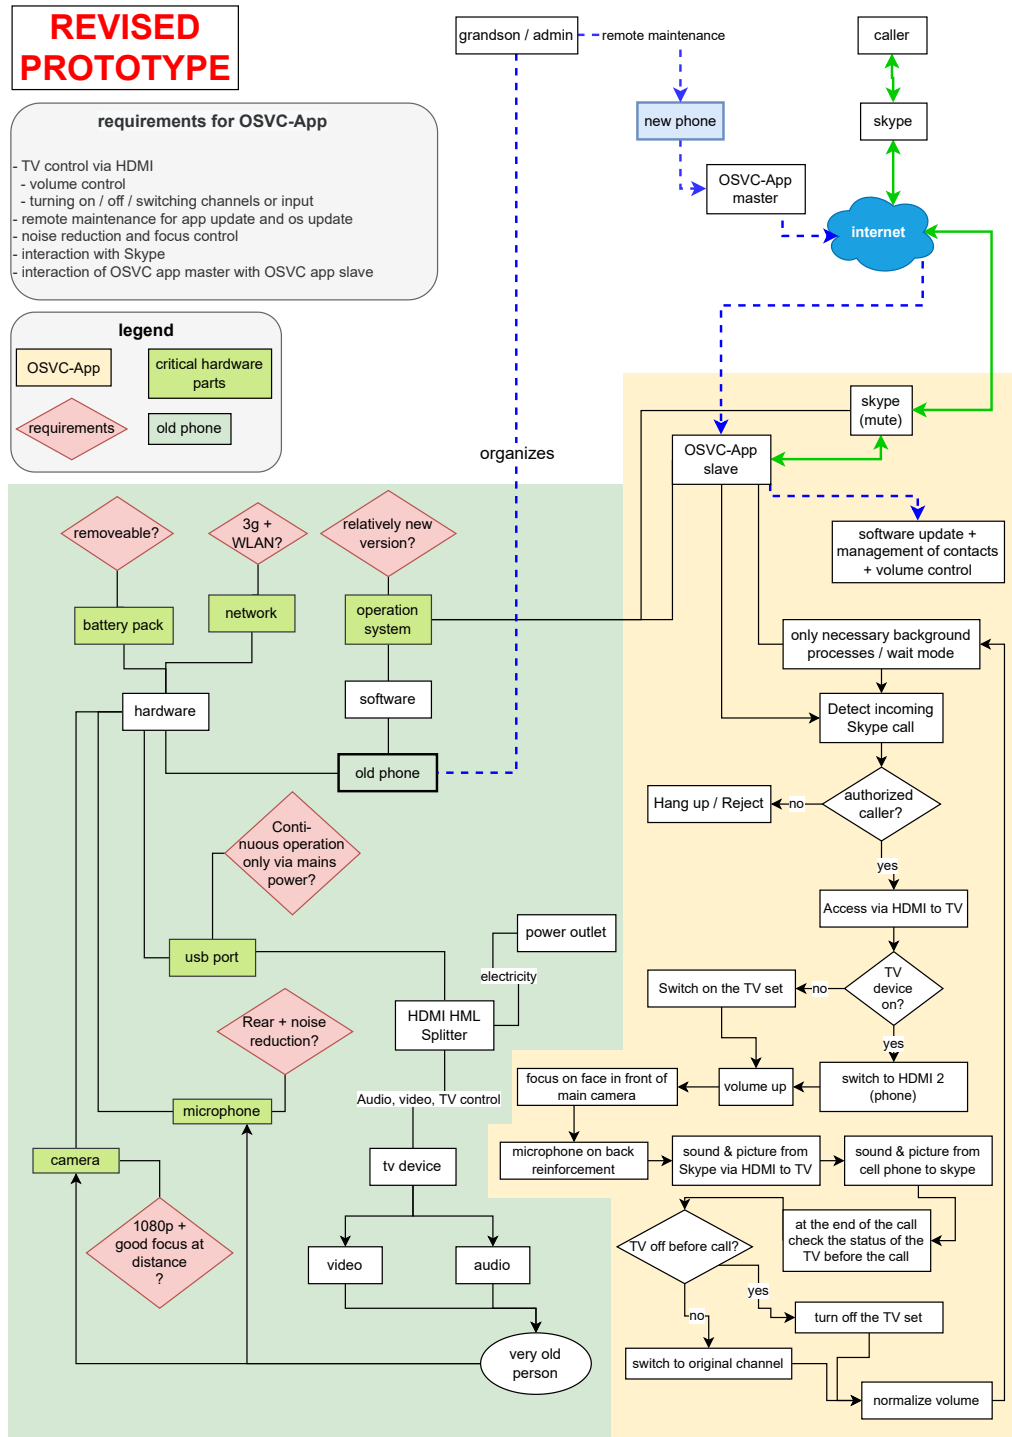 REVISED
PROTOTYPE
grandson / admin
remote maintenance
caller
skype
new phone
OSVC-App
master
internet
requirements for OSVC-App
- TV control via HDMI
- volume control
- turning on / off / switching channels or input
- remote maintenance for app update and os update
- noise reduction and focus control
- interaction with Skype
- interaction of OSVC app master with OSVC app slave
legend
OSVC-App
critical hardware
parts
requirements
old phone
organizes
skype
(mute)
OSVC-App
slave
software update +
management of contacts
+ volume control
removeable?
3g +
WLAN?
relatively new
version?
battery pack
network
operation
system
hardware
software
old phone
Conti-
nuous operation
only via mains
power?
usb port
power outlet
electricity
HDMI HML
Splitter
Rear + noise
reduction?
microphone
Audio, video, TV control
camera
tv device
1080p +
good focus at
distance
?
video
audio
very old
person
only necessary background
processes / wait mode
Detect incoming
Skype call
authorized
caller?
no
Hang up / Reject
yes
Access via HDMI to TV
TV
device
on?
no
Switch on the TV set
yes
switch to HDMI 2
(phone)
volume up
focus on face in front of
main camera
microphone on back
reinforcement
sound & picture from
Skype via HDMI to TV
sound & picture from
cell phone to skype
at the end of the call
check the status of the
TV before the call
TV off before call?
yes
no
turn off the TV set
switch to original channel
normalize volume